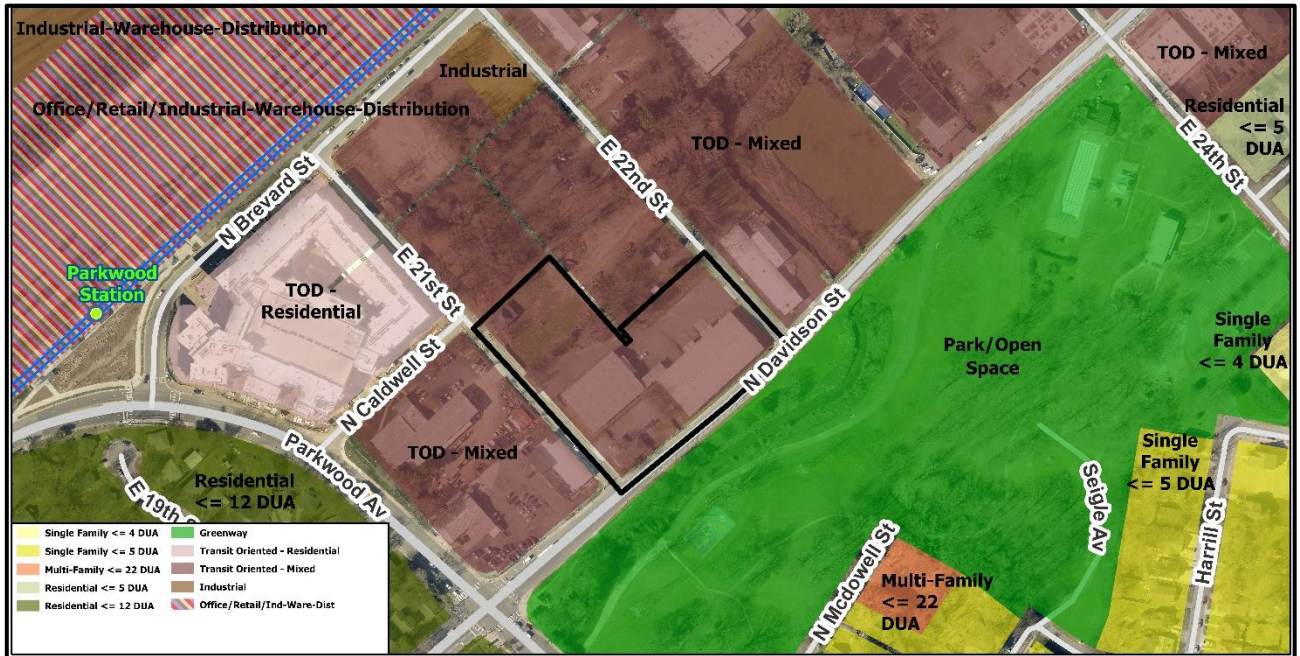 Industrial-Warehouse-Distribution
Office/Retail/Industrial-Warehouse-Distribution
Industrial
TOD - Mixed
TOD - Mixed
Residential
<= 5
DUA
E 24th St
E 22nd St
N Brevard St
E 21st St
Parkwood
Station
TOD -
Residential
N Caldwell St
N Davidson St
Park/Open
Space
Single
Family
<= 4 DUA
TOD - Mixed
Parkwood Av
Residential
<= 12 DUA
E 19th S
Single
Family
<= 5 DUA
Seigle Av
Harrill St
N Mcdowell St
Multi-Family
<= 22
DUA
Single Family <= 4 DUA
Single Family <= 5 DUA
Multi-Family <= 22 DUA
Residential <= 5 DUA
Residential <= 12 DUA
Greenway
Transit Oriented - Residential
Transit Oriented - Mixed
Industrial
Office/Retail/Ind-Ware-Dist